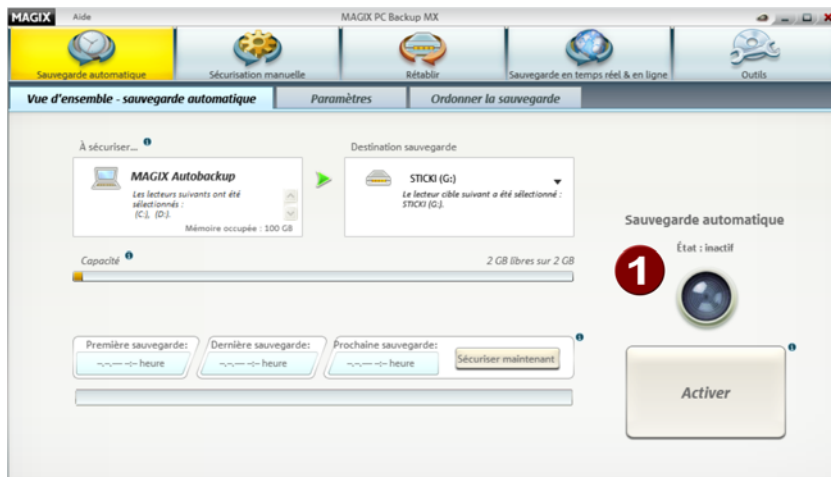 MAGIX Aide MAGIX PC Backup MX
Sauvegarde automatique Sécurisation manuelle Rétablir Sauvegarde en temps réel & en ligne Outils
Vue d'ensemble - sauvegarde automatique Paramètres Ordonner la sauvegarde
À sécuriser... Destination sauvegarde
MAGIX Autobackup
Les lecteurs suivants ont été
sélectionnés :
(C:), (D:).
Mémoire occupée : 100 GB
STICKI (G:)
Le lecteur cible suivant a été sélectionné :
STICKI (G:).
Sauvegarde automatique
État : inactif
1
Capacité 2 GB libres sur 2 GB
Première sauvegarde: Dernière sauvegarde: Prochaine sauvegarde:
--.--.---- --:-- heure --.--.---- --:-- heure --.--.---- --:-- heure
Sécuriser maintenant
Activer